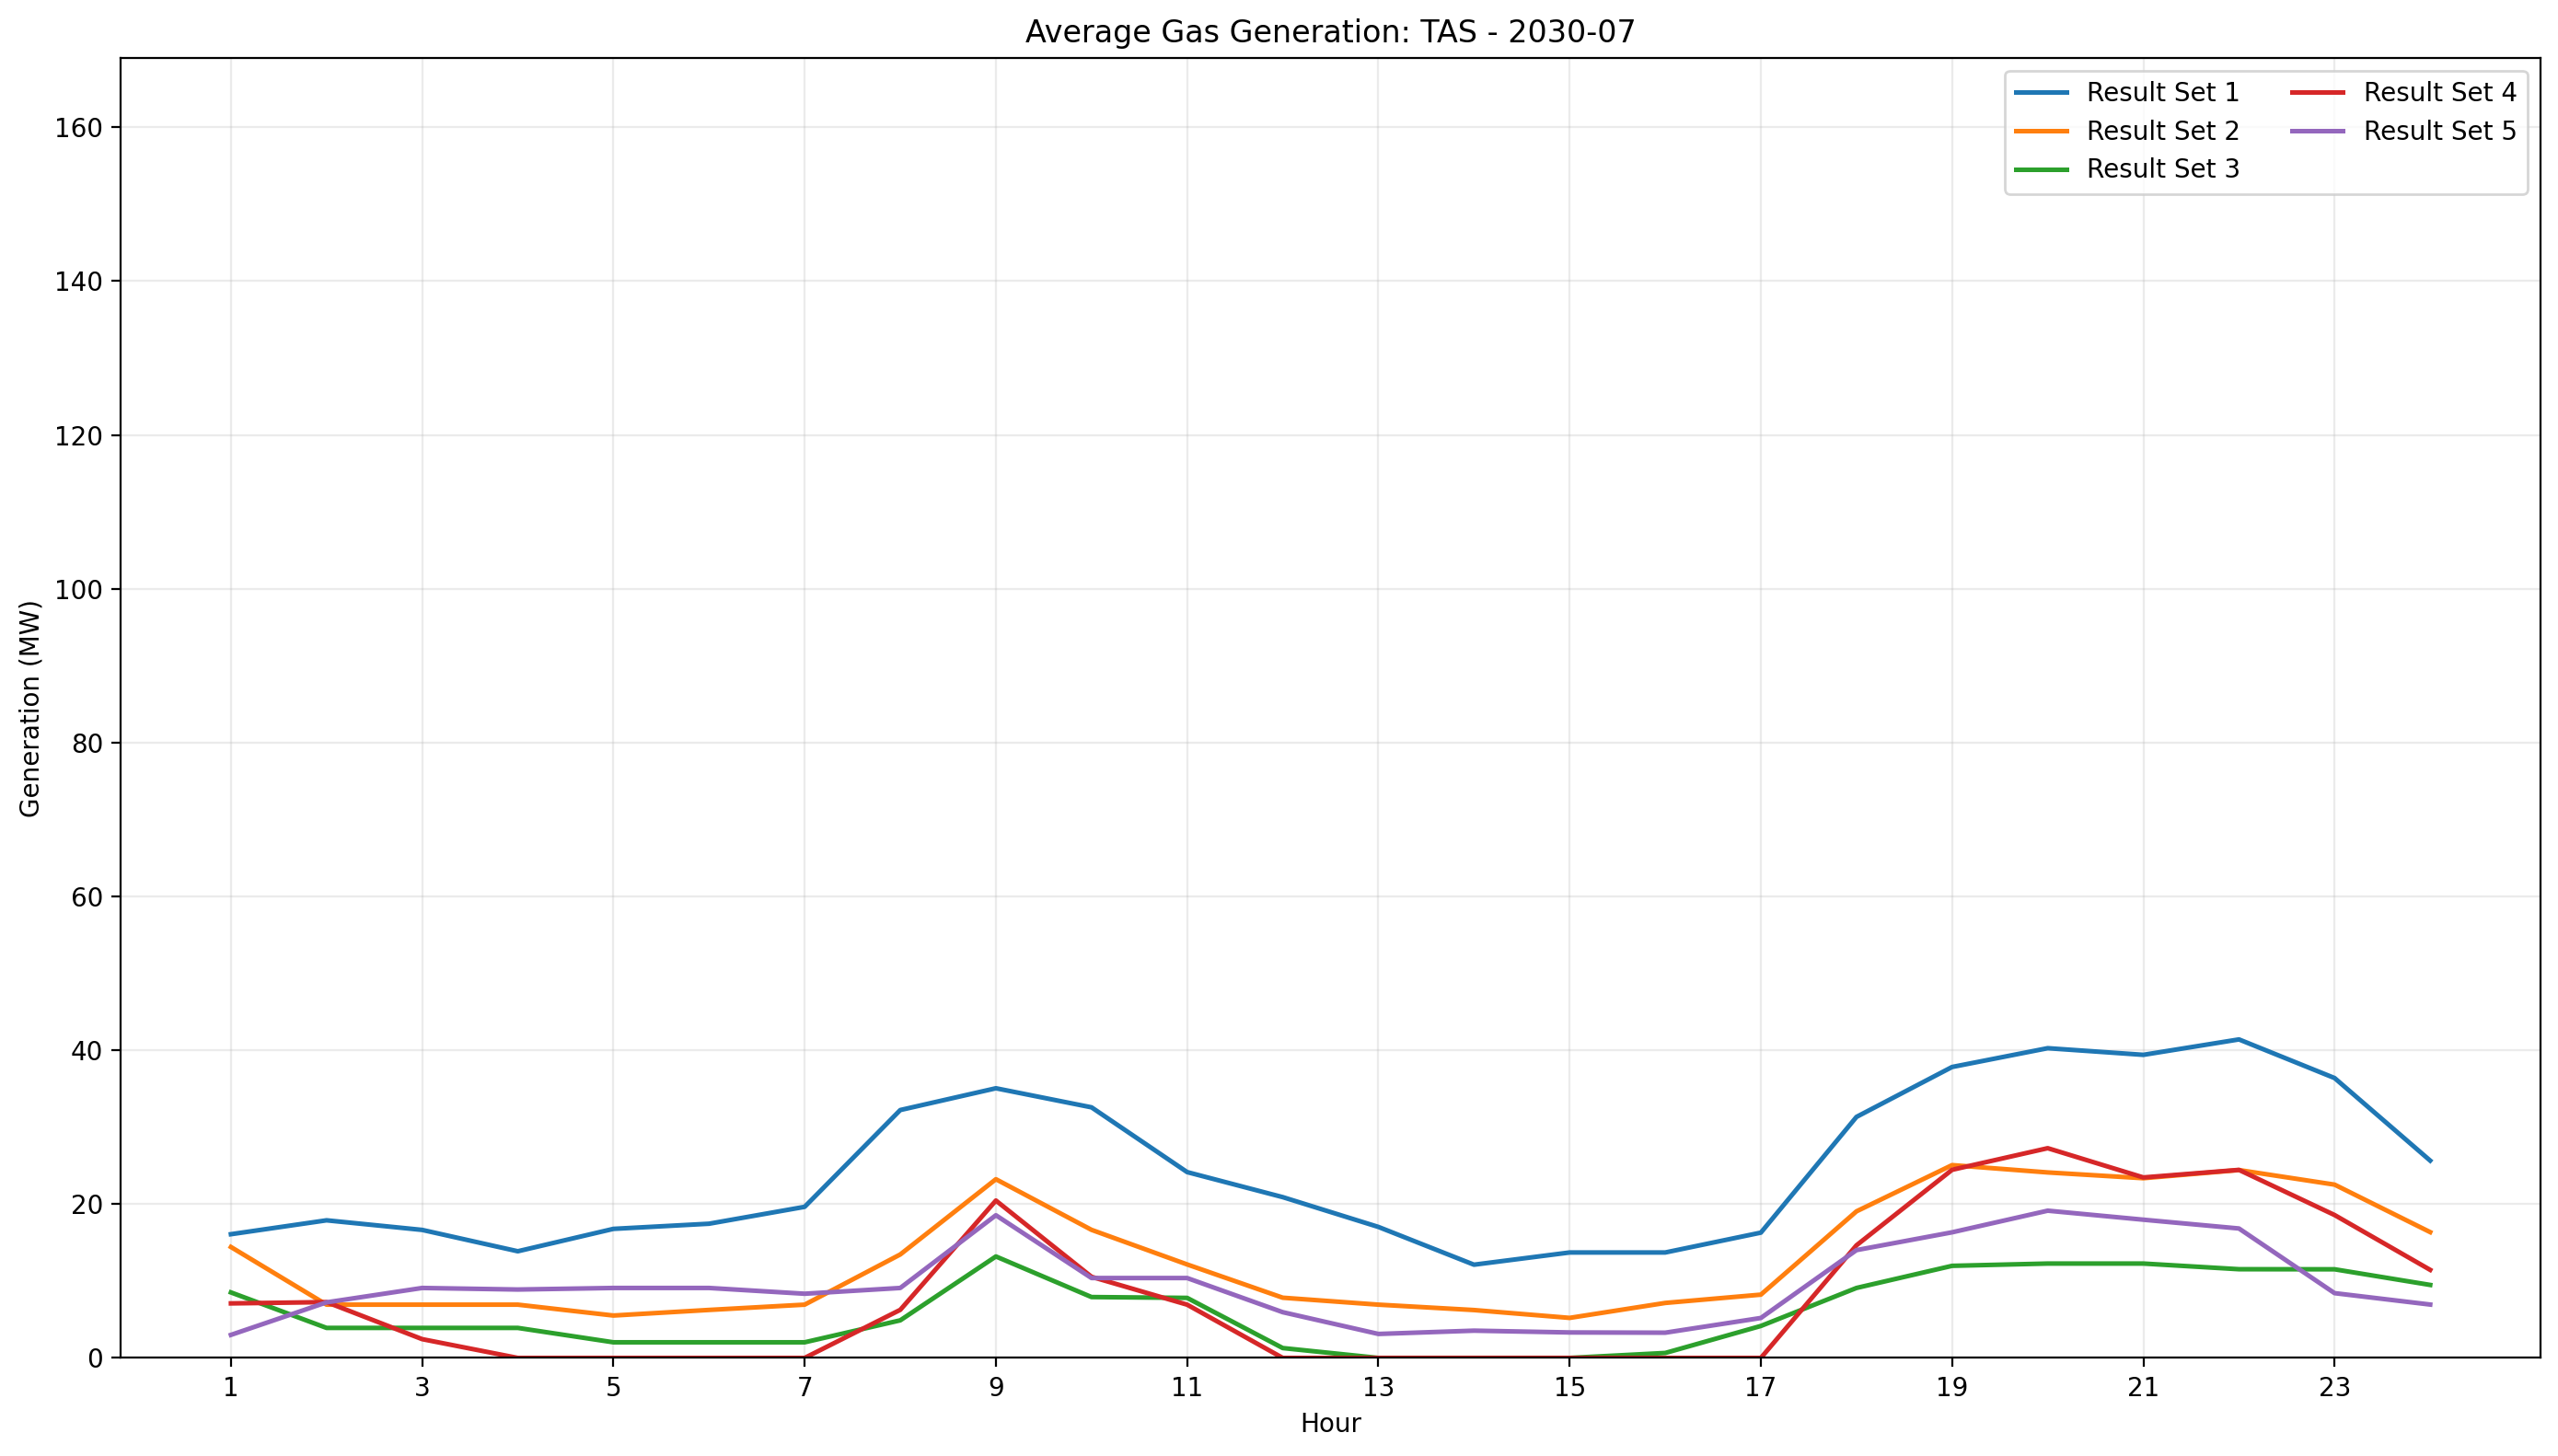 Average Gas Generation: TAS - 2030-07
Result Set 1
Result Set 2
Result Set 3
Result Set 4
Result Set 5
Generation (MW)
160
140
120
100
80
60
40
20
0
1 3 5 7 9 11 13 15 17 19 21 23
Hour